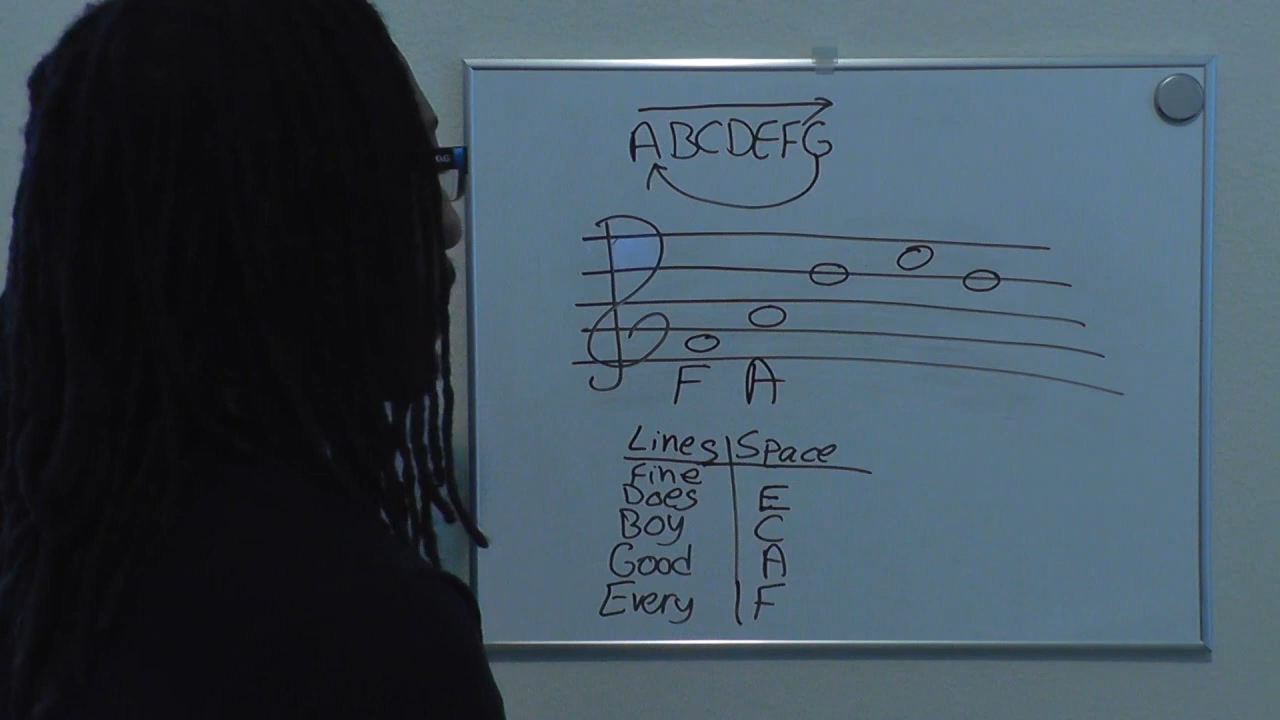 ABCDEFG
F A
Lines Space
Fine
Does E
Boy C
Good A
Every F